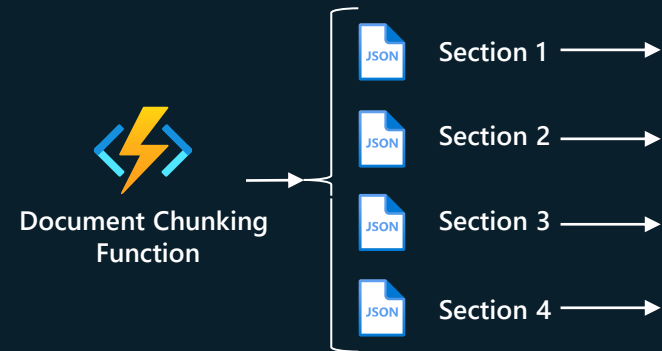 JSON
Section 1
JSON
Section 2
Document Chunking
Function
JSON
Section 3
JSON
Section 4